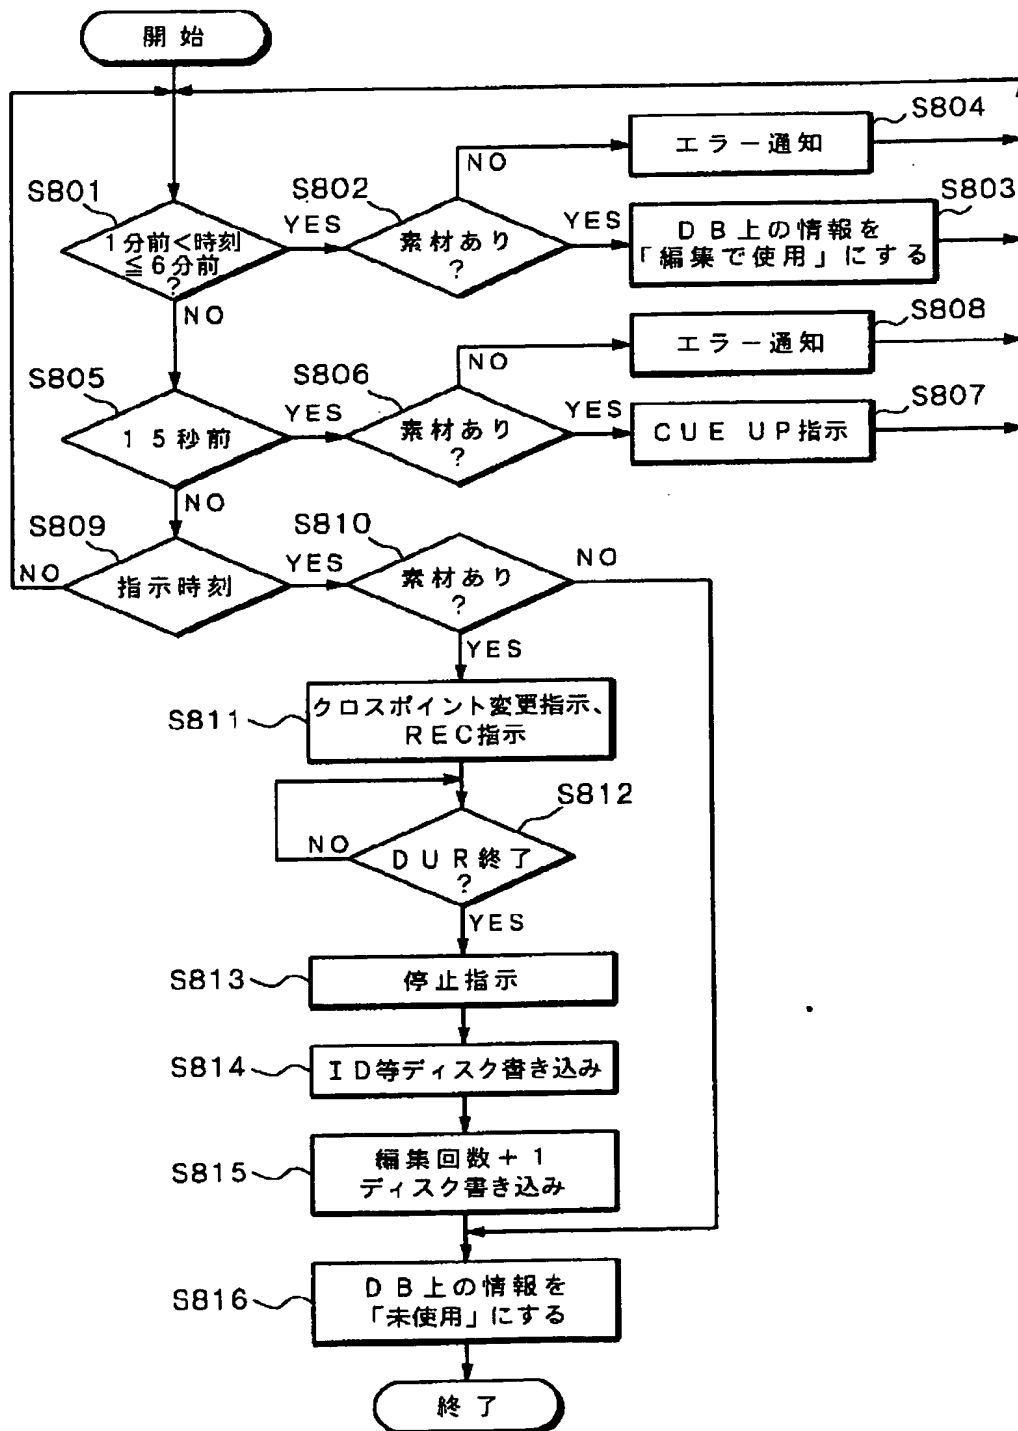 開始
S801
1分前<時刻
≦6分前
?
YES
NO
S802
素材あり
?
NO
YES
S804
エラー通知
S803
DB上の情報を
「編集で使用」にする
S805
15秒前
YES
NO
S806
素材あり
?
NO
YES
S808
エラー通知
S807
CUE UP指示
S809
指示時刻
NO
YES
S810
素材あり
?
NO
YES
S811
クロスポイント変更指示、
REC指示
S812
DUR終了
?
NO
YES
S813
停止指示
S814
ID等ディスク書き込み
S815
編集回数+1
ディスク書き込み
S816
DB上の情報を
「未使用」にする
終了